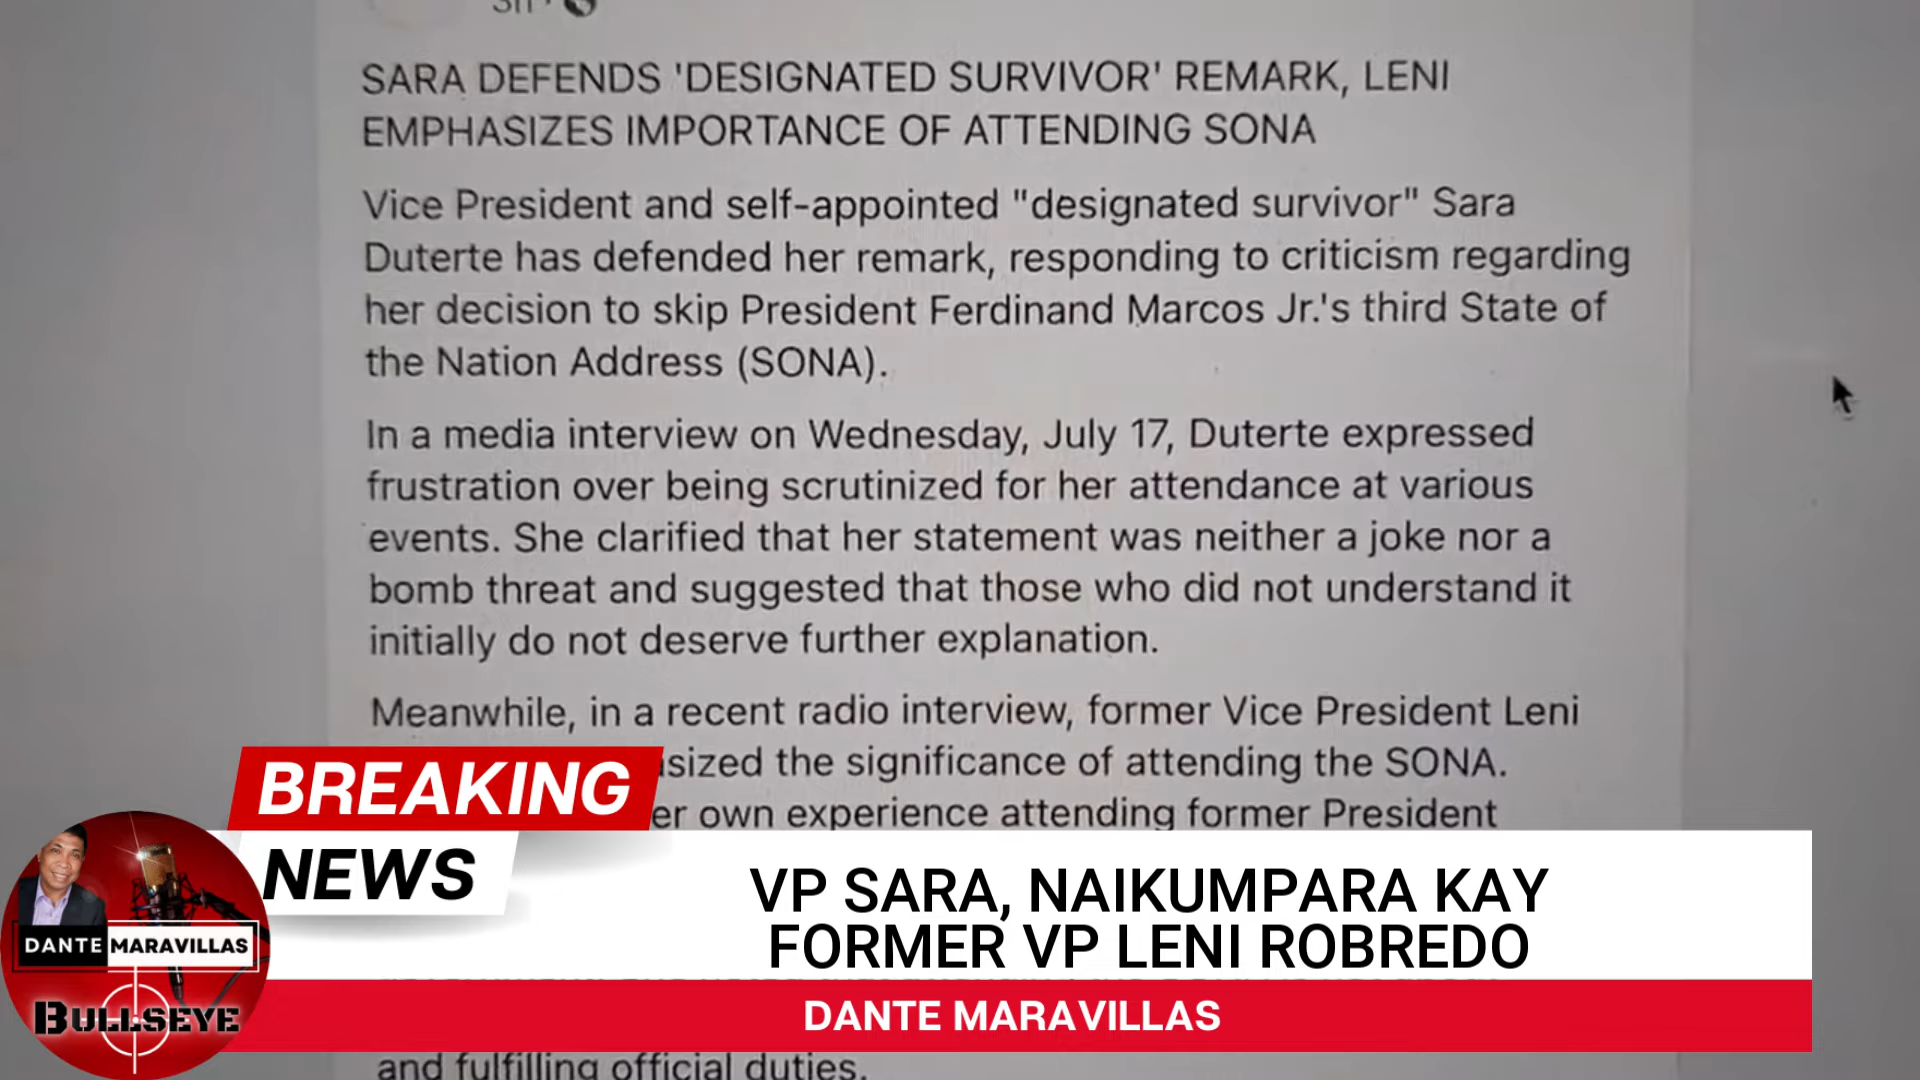 SARA DEFENDS 'DESIGNATED SURVIVOR' REMARK, LENI
EMPHASIZES IMPORTANCE OF ATTENDING SONA
Vice President and self-appointed "designated survivor" Sara
Duterte has defended her remark, responding to criticism regarding
her decision to skip President Ferdinand Marcos Jr.'s third State of
the Nation Address (SONA).
In a media interview on Wednesday, July 17, Duterte expressed
frustration over being scrutinized for her attendance at various
events. She clarified that her statement was neither a joke nor a
bomb threat and suggested that those who did not understand it
initially do not deserve further explanation.
Meanwhile, in a recent radio interview, former Vice President Leni
the significance of attending the SONA.
own experience attending former President
BREAKING
NEWS
VP SARA, NAIKUMPARA KAY
FORMER VP LENI ROBREDO
DANTE MARAVILLAS
DANTE MARAVILLAS
BULLSEYE
and fulfilling official duties.